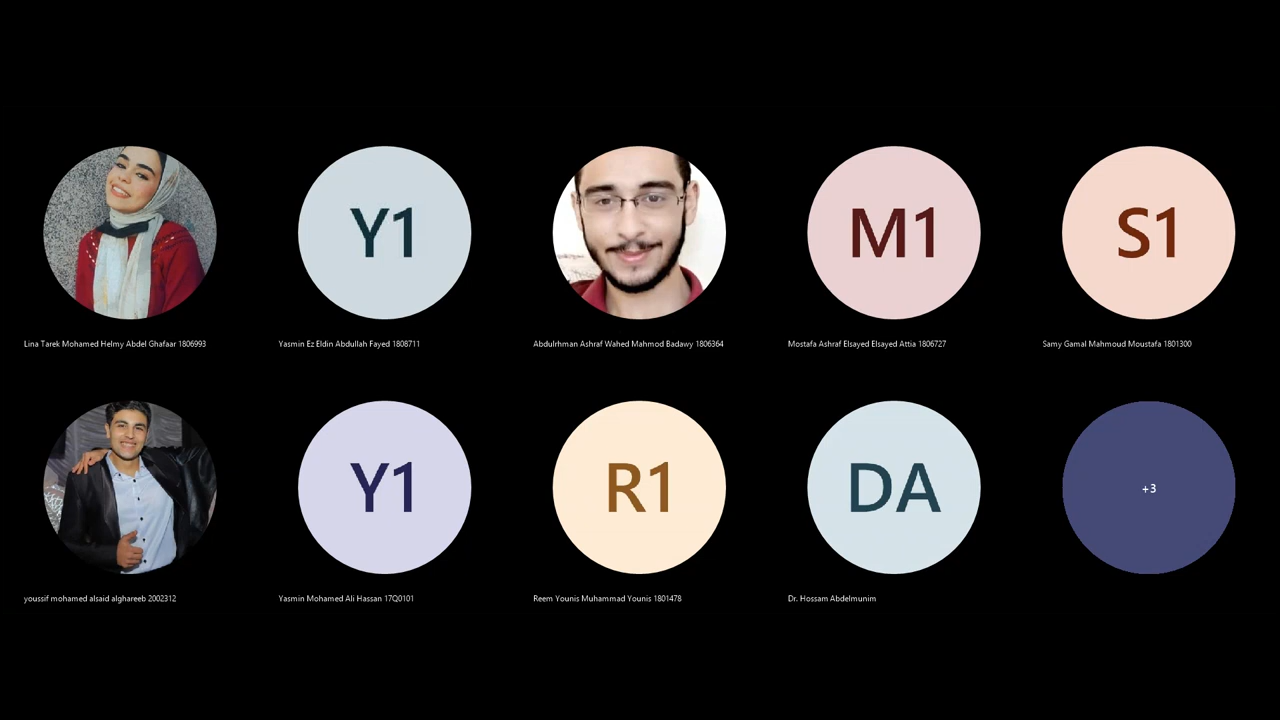 Y1
M1
S1
Lina Tarek Mohamed Helmy Abdel Ghafaar 1806993
Yasmin Ez Eldin Abdullah Fayed 1808711
Abdulrhman Ashraf Wahed Mahmod Badawy 1806364
Mostafa Ashraf Elsayed Elsayed Attia 1806727
Samy Gamal Mahmoud Moustafa 1801300
Y1
R1
DA
+3
youssif mohamed alsaid alghareeb 2002312
Yasmin Mohamed Ali Hassan 17Q0101
Reem Younis Muhammad Younis 1801478
Dr. Hossam Abdelmunim